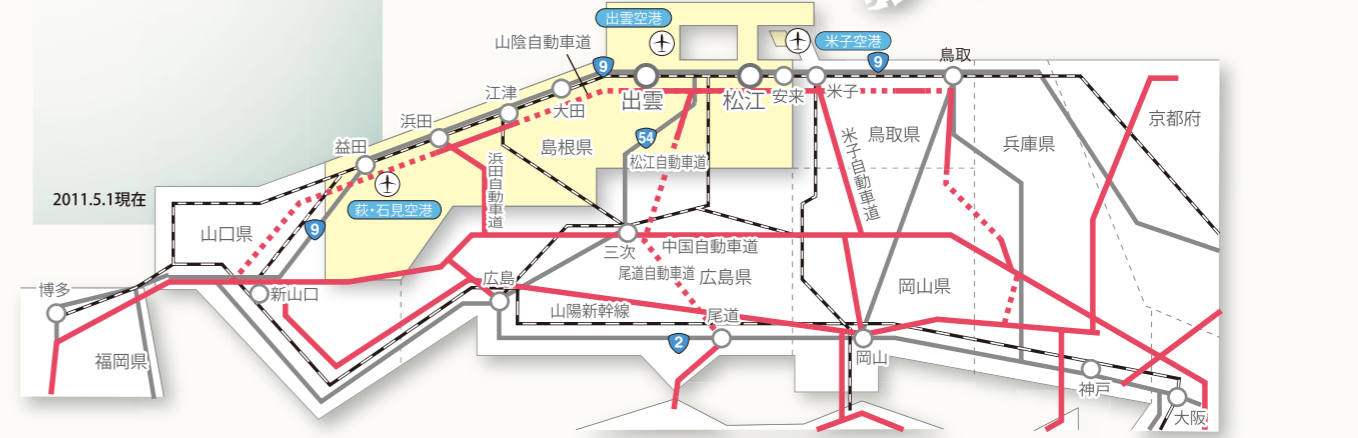 出雲空港
山陰自動車道
米子空港
鳥取
9
9
江津
大田
出雲
松江
安来
米子
浜田
京都府
益田
54
島根県
鳥取県
兵庫県
浜田自動車道
松江自動車道
米子自動車道
2011.5.1現在
萩・石見空港
山口県
9
三次
中国自動車道
尾道自動車道
広島県
広島
岡山県
博多
新山口
山陽新幹線
尾道
2
福岡県
岡山
神戸
大阪